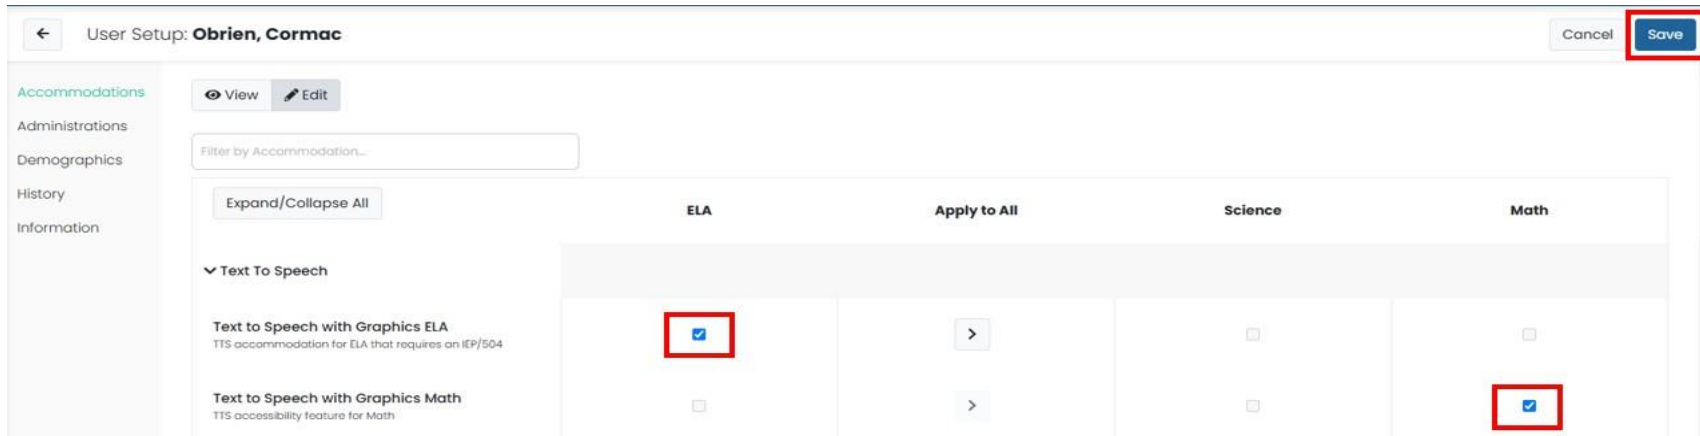 User Setup: Obrien, Cormac
Cancel
Save
Accommodations
Administrations
Demographics
History
Information
View
Edit
Filter by Accommodation...
Expand/Collapse All
ELA
Apply to All
Science
Math
Text To Speech
Text to Speech with Graphics ELA
TTS accommodation for ELA that requires an IEP/504
Text to Speech with Graphics Math
TTS accessibility feature for Math